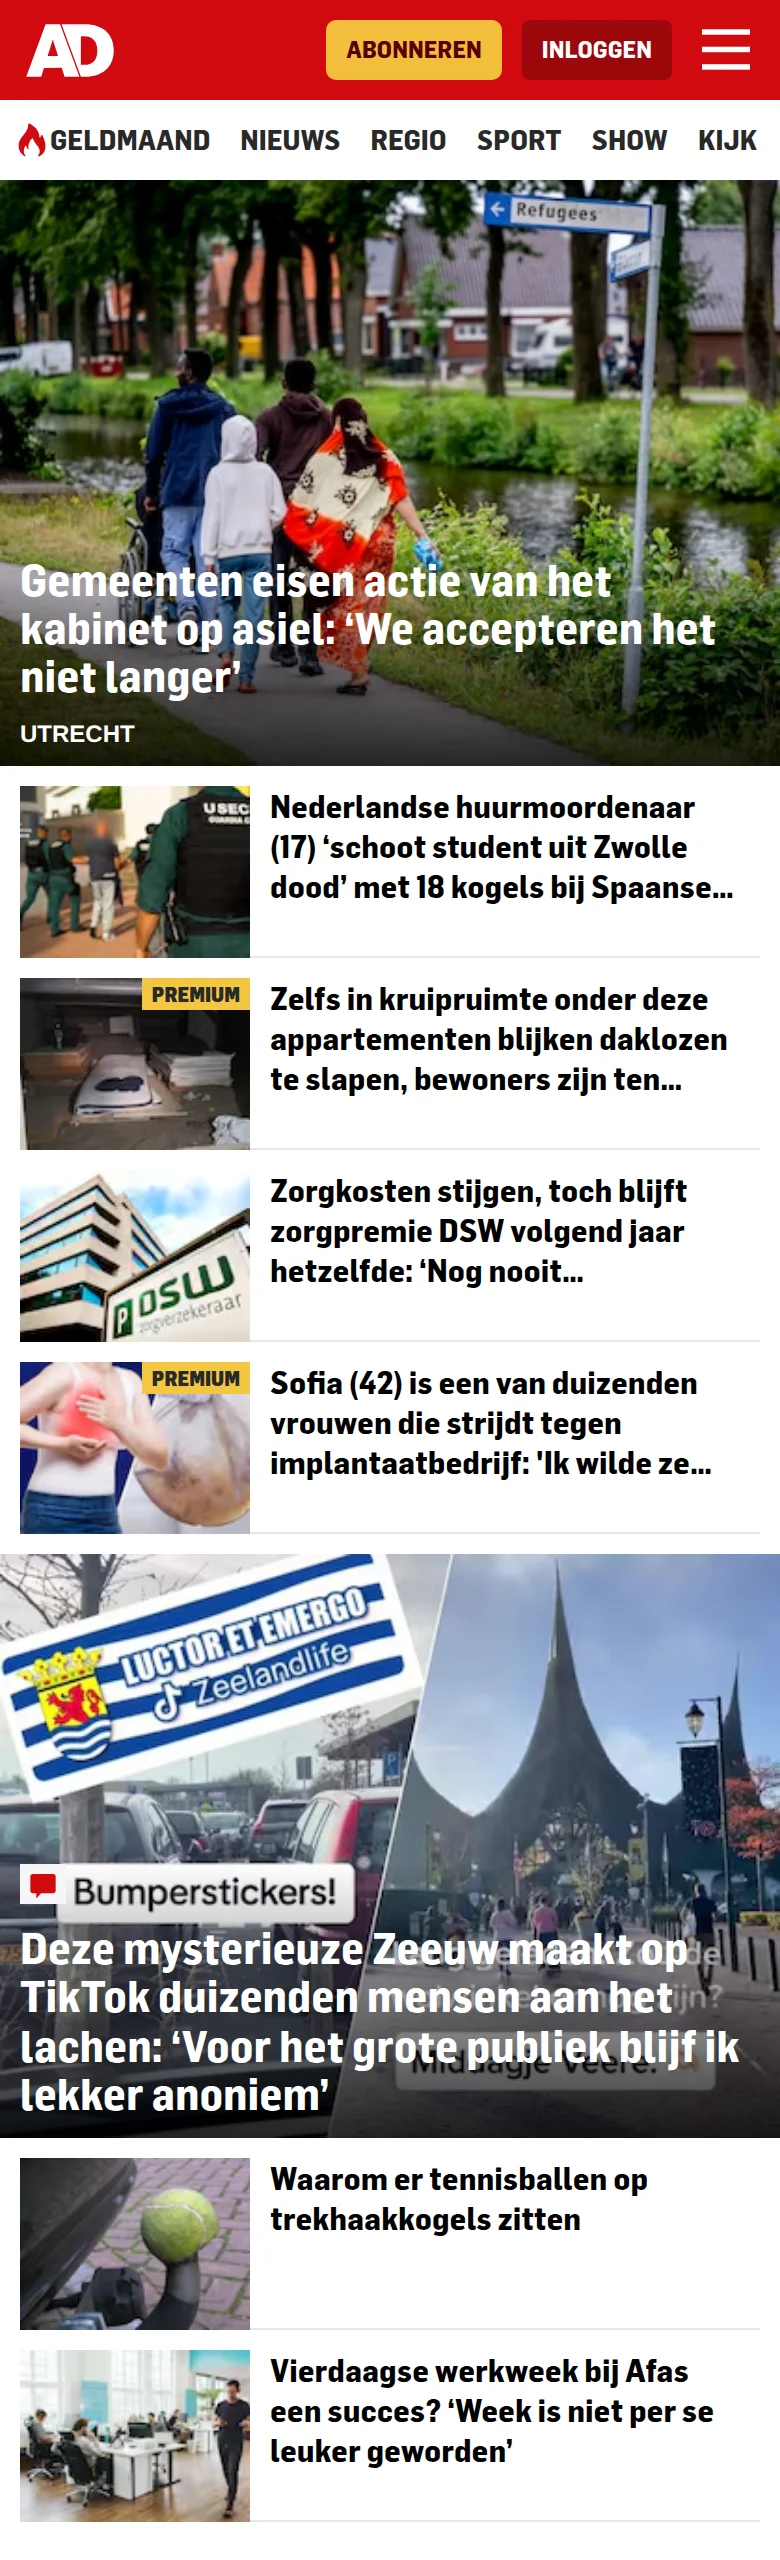 AD
ABONNEREN
INLOGGEN
GELDMAAND
NIEUWS
REGIO
SPORT
SHOW
KIJK
Refugees
Gemeenten eisen actie van het
kabinet op asiel: ‘We accepteren het
niet langer’
UTRECHT
Nederlandse huurmoordenaar
(17) ‘schoot student uit Zwolle
dood’ met 18 kogels bij Spaanse...
PREMIUM
Zelfs in kruipruimte onder deze
appartementen blijken daklozen
te slapen, bewoners zijn ten...
DSW
zorgverzekeraar
Zorgkosten stijgen, toch blijft
zorgpremie DSW volgend jaar
hetzelfde: ‘Nog nooit...
PREMIUM
Sofia (42) is een van duizenden
vrouwen die strijdt tegen
implantaatbedrijf: 'Ik wilde ze...
LUCTOR ET EMERGO
Zeelandlife
Bumperstickers!
Deze mysterieuze Zeeuw maakt op
TikTok duizenden mensen aan het
lachen: ‘Voor het grote publiek blijf ik
lekker anoniem’
Middagje Veere!
Waarom er tennisballen op
trekhaakkogels zitten
Vierdaagse werkweek bij Afas
een succes? ‘Week is niet per se
leuker geworden’